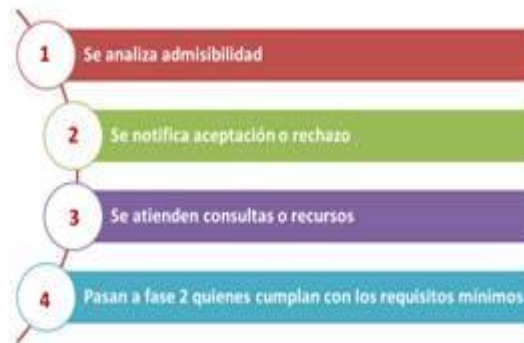 1 Se analiza admisibilidad
2 Se notifica aceptación o rechazo
3 Se atienden consultas o recursos
4 Pasan a fase 2 quienes cumplan con los requisitos mínimos